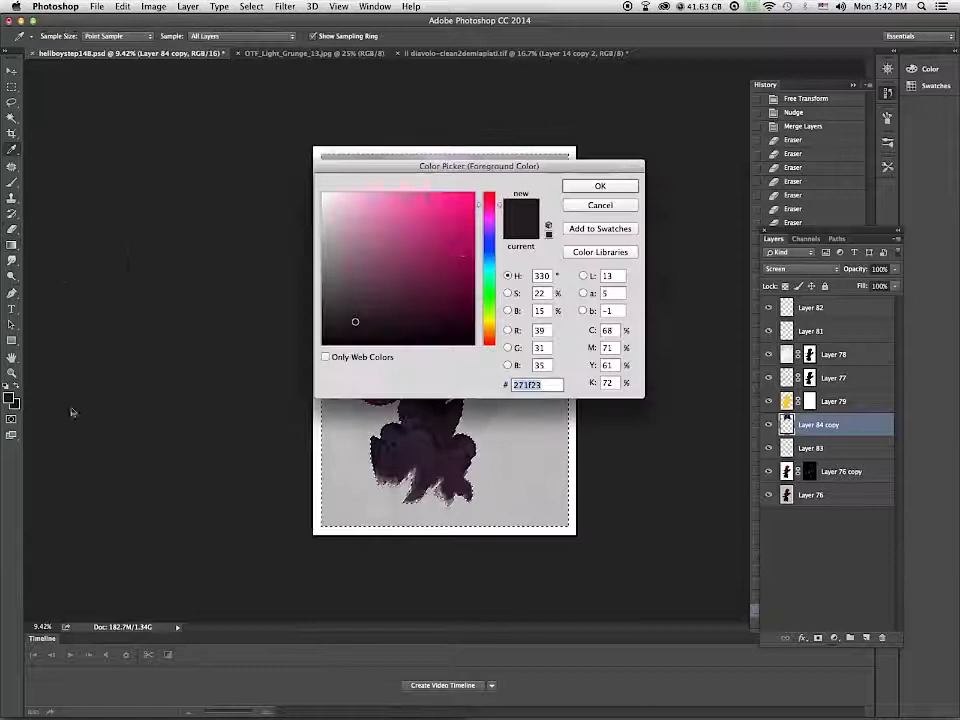 Photoshop File Edit Image Layer Type Select Filter 3D View Window Help 41.63 GB Mon 3:42 PM
Adobe Photoshop CC 2014
Sample Size: Point Sample Sample: All Layers Show Sampling Ring Essentials
hellboystep148.psd @ 9.42% (Layer 84 copy, RGB/16) * OTF_Light_Grunge_13.jpg @ 25% (RGB/8) il diavolo-clean2demiaplati.tif @ 16.7% (Layer 14 copy 2, RGB/8) *
Color
Swatches
History
Free Transform
Nudge
Merge Layers
Eraser
Eraser
Eraser
Eraser
Eraser
Eraser
Eraser
Color Picker (Foreground Color)
new
current
OK
Cancel
Add to Swatches
Color Libraries
H: 330 ° L: 13
S: 22 % a: 5
B: 15 % b: -1
R: 39 C: 68 %
G: 31 M: 71 %
B: 35 Y: 61 %
# 271f23 K: 72 %
Only Web Colors
Layers Channels Paths
Kind
Screen Opacity: 100%
Lock: Fill: 100%
Layer 82
Layer 81
Layer 78
Layer 77
Layer 79
Layer 84 copy
Layer 83
Layer 76 copy
Layer 76
9.42% Doc: 182.7M/1.34G
Timeline
Create Video Timeline